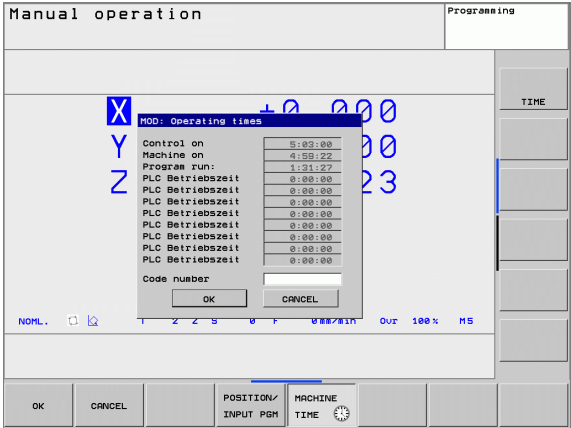 Manual operation
Programming
TIME
X +0.000
Y 00
Z 23
MOD: Operating times
Control on 5:03:00
Machine on 4:59:22
Program run: 1:31:27
PLC Betriebszeit 0:00:00
PLC Betriebszeit 0:00:00
PLC Betriebszeit 0:00:00
PLC Betriebszeit 0:00:00
PLC Betriebszeit 0:00:00
PLC Betriebszeit 0:00:00
PLC Betriebszeit 0:00:00
PLC Betriebszeit 0:00:00
Code number
OK CANCEL
NOML. T 2 Z S 0 F 0mm/min Ovr 100% M5
OK CANCEL POSITION/ INPUT PGM MACHINE TIME